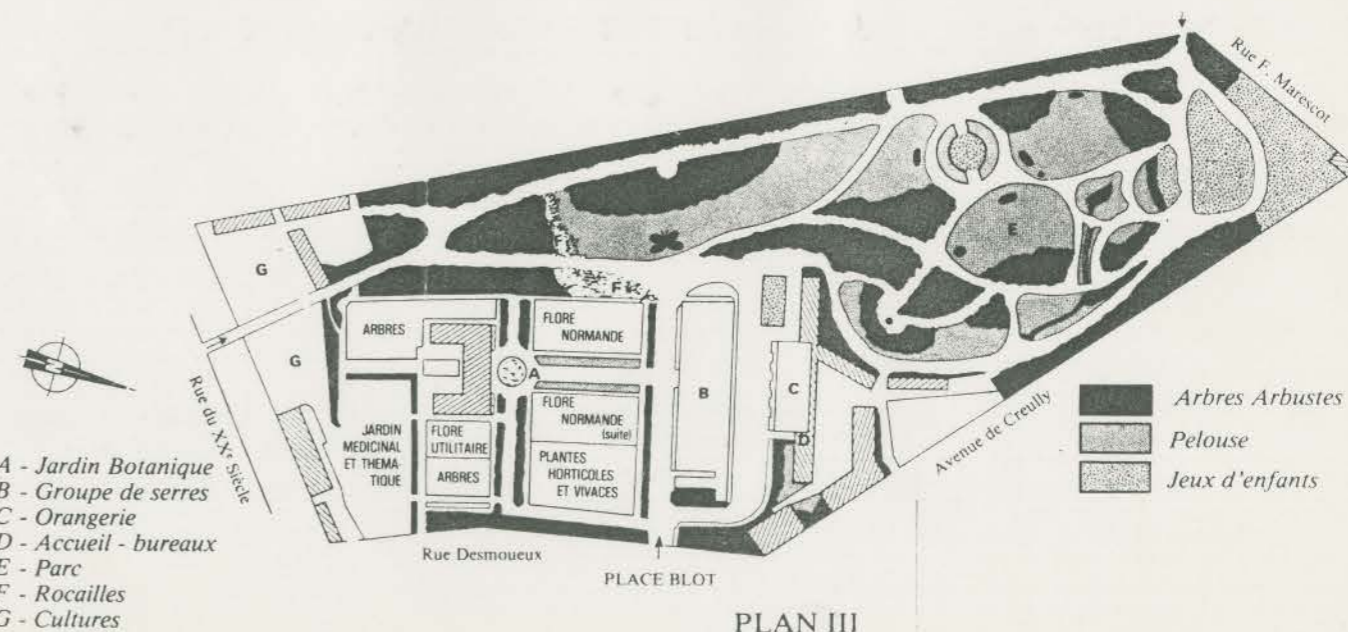 Rue F. Marescot
G
E
F
F
ARBRES
FLORE
NORMANDE
G
A
B
C
Rue du XXe Siècle
JARDIN
MEDICINAL
ET THEMA-
TIQUE
FLORE
UTILITAIRE
ARBRES
FLORE
NORMANDE
(suite)
PLANTES
HORTICOLES
ET VIVACES
D
Avenue de Creully
Rue Desmoueux
PLACE BLOT
N
Arbres Arbustes
Pelouse
Jeux d'enfants
A - Jardin Botanique
B - Groupe de serres
C - Orangerie
D - Accueil - bureaux
E - Parc
F - Rocailles
G - Cultures
PLAN III